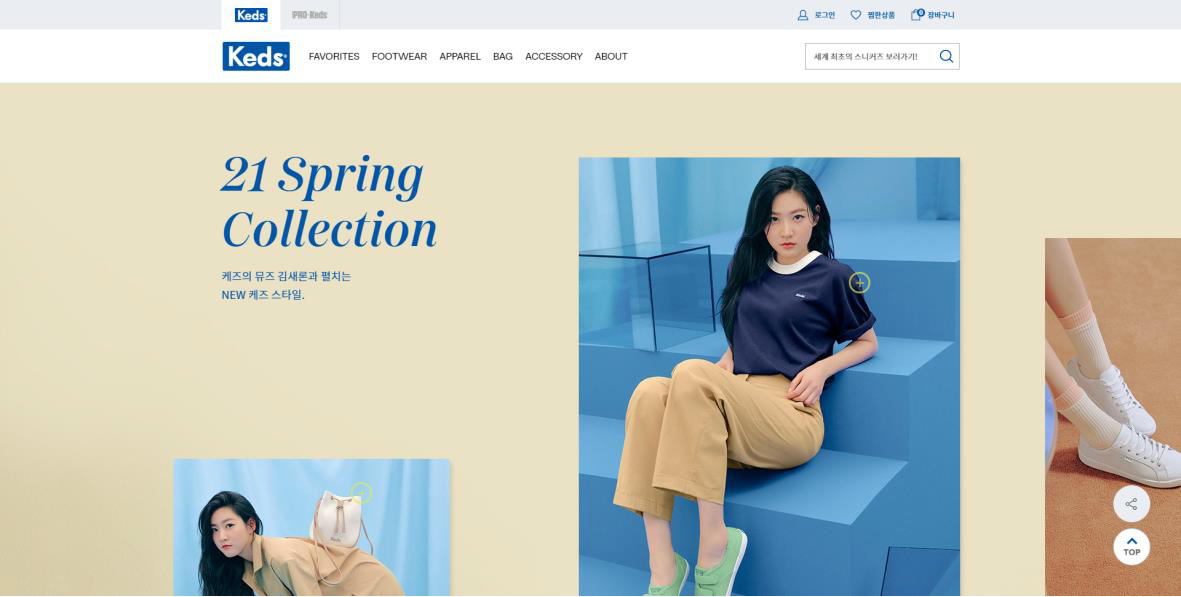 Keds
PRO-Keds
로그인
찜한상품
0
장바구니
Keds
FAVORITES
FOOTWEAR
APPAREL
BAG
ACCESSORY
ABOUT
세계 최초의 스니커즈 보러가기!
21 Spring
Collection
케즈의 뮤즈 김새론과 펼치는
NEW 케즈 스타일.
TOP